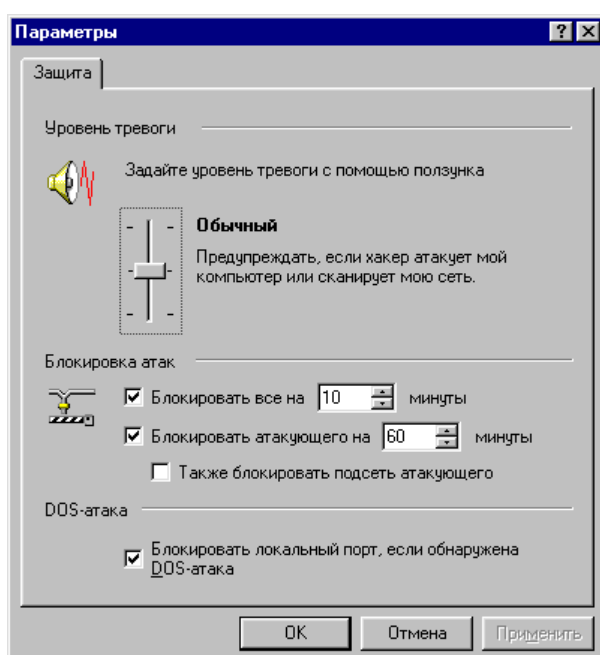 Параметры
Защита
Уровень тревоги
Задайте уровень тревоги с помощью ползунка
Обычный
Предупреждать, если хакер атакует мой
компьютер или сканирует мою сеть.
Блокировка атак
Блокировать все на 10 минуты
Блокировать атакующего на 60 минуты
Также блокировать подсеть атакующего
DOS-атака
Блокировать локальный порт, если обнаружена
DOS-атака
OK Отмена Применить